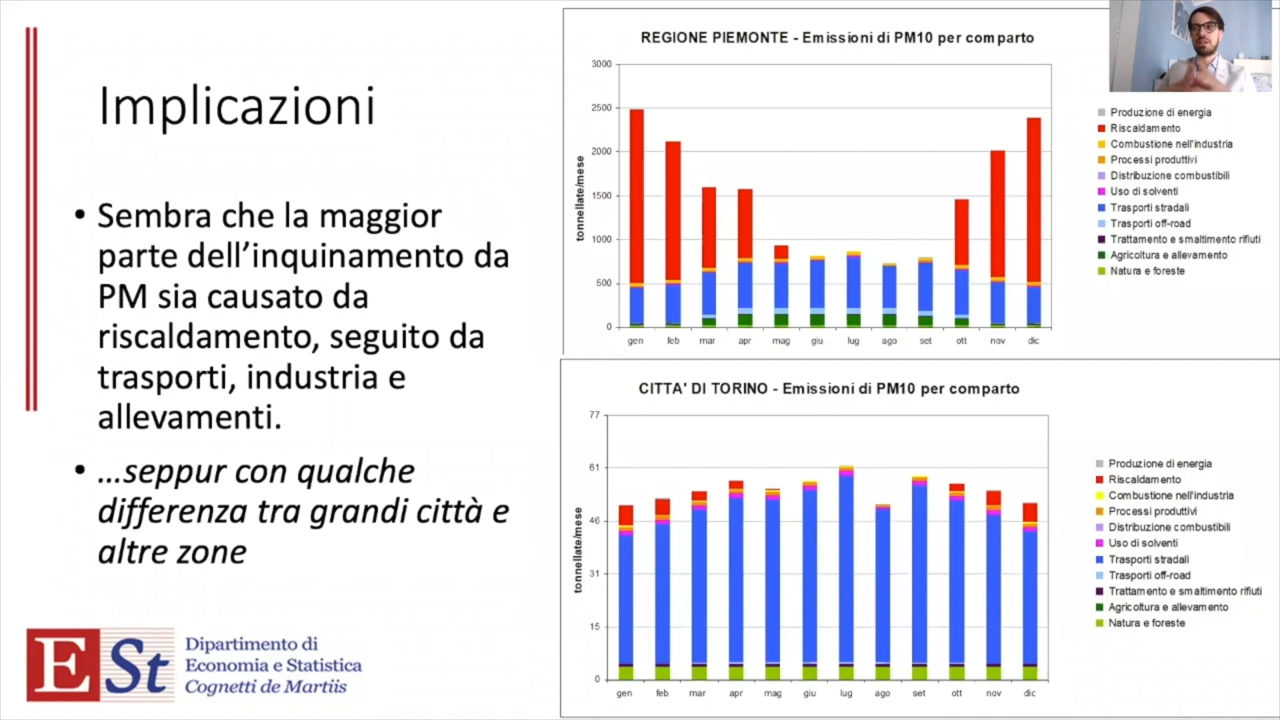 Implicazioni
• Sembra che la maggior
parte dell'inquinamento da
PM sia causato da
riscaldamento, seguito da
trasporti, industria e
allevamenti.
• …seppur con qualche
differenza tra grandi città e
altre zone
ESt
Dipartimento di
Economia e Statistica
Cognetti de Martiis
REGIONE PIEMONTE - Emissioni di PM10 per comparto
tonnellate/mese
3000
2500
2000
1500
1000
500
0
gen feb mar apr mag giu lug ago set ott nov dic
Produzione di energia
Riscaldamento
Combustione nell'industria
Processi produttivi
Distribuzione combustibili
Uso di solventi
Trasporti stradali
Trasporti off-road
Trattamento e smaltimento rifiuti
Agricoltura e allevamento
Natura e foreste
CITTA' DI TORINO - Emissioni di PM10 per comparto
tonnellate/mese
77
61
46
31
15
0
gen feb mar apr mag giu lug ago set ott nov dic
Produzione di energia
Riscaldamento
Combustione nell'industria
Processi produttivi
Distribuzione combustibili
Uso di solventi
Trasporti stradali
Trasporti off-road
Trattamento e smaltimento rifiuti
Agricoltura e allevamento
Natura e foreste